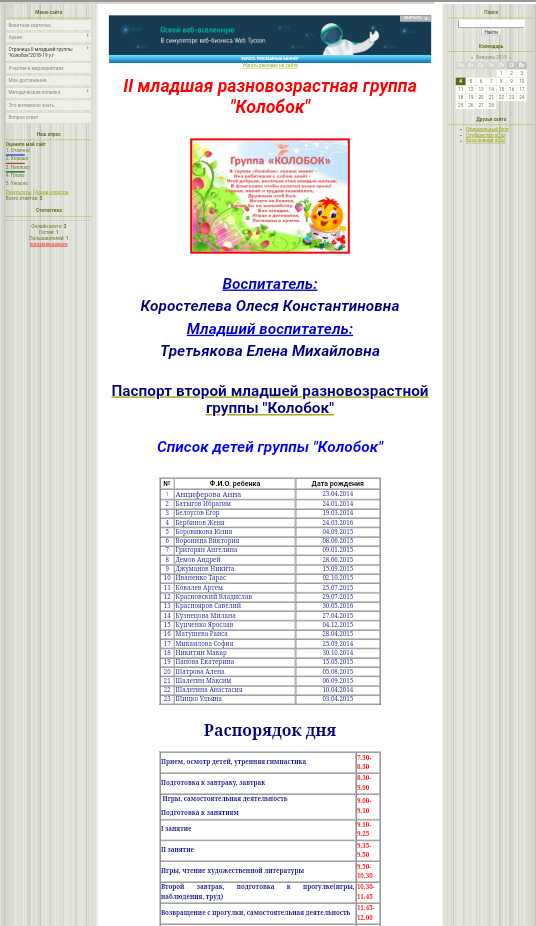 Меню сайта
Визитная карточка
Архив
Страница II младшей группы
"Колобок"2018-19 у.г
Участие в мероприятиях
Мои достижения
Методическая копилка
Это интересно знать
Вопрос-ответ
Наш опрос
Оцените мой сайт
1. Отлично
2. Хорошо
3. Неплохо
4. Плохо
5. Ужасно
Результаты | Архив опросов
Всего ответов: 3
Статистика
Онлайн всего: 2
Гостей: 1
Пользователей: 1
ЗАКРЫТЬ
Освой веб-вселенную
В симуляторе веб-бизнеса Web Tycoon
УБРАТЬ РЕКЛАМНЫЙ БАННЕР
Убрать рекламу на сайте
II младшая разновозрастная группа
"Колобок"
Группа «КОЛОБОК»
Воспитатель:
Коростелева Олеся Константиновна
Младший воспитатель:
Третьякова Елена Михайловна
Паспорт второй младшей разновозрастной
группы "Колобок"
Список детей группы "Колобок"
№ Ф.И.О. ребенка Дата рождения
1 Анциферова Анна 23.04.2014
2 Батыгов Ибрагим 24.01.2014
3 Белоусов Егор 19.03.2014
4 Бербинов Женя 24.03.2016
5 Боровикова Юлия 04.09.2015
6 Воронина Виктория 08.06.2015
7 Григорян Ангелина 09.01.2015
8 Демов Андрей 28.06.2015
9 Джуманов Никита 15.09.2015
10 Иваненко Тарас 02.10.2015
11 Ковалев Артем 25.07.2015
12 Красновский Владислав 29.07.2015
13 Краснояров Савелий 30.05.2016
14 Кузнецова Милана 27.04.2015
15 Купченко Ярослав 04.12.2015
16 Матушева Раиса 28.04.2015
17 Микаилова София 25.09.2014
18 Никитин Макар 30.10.2014
19 Панова Екатерина 15.05.2015
20 Шатрова Алена 05.08.2015
21 Шалегин Максим 06.09.2015
22 Шалегина Анастасия 10.04.2014
23 Шицко Ульяна 03.04.2015
Распорядок дня
Прием, осмотр детей, утренняя гимнастика 7.30-
8.30
Подготовка к завтраку, завтрак 8.30-
9.00
Игры, самостоятельная деятельность 9.00-
Подготовка к занятиям 9.10
I занятие 9.10-
9.25
II занятие 9.35-
9.50
Игры, чтение художественной литературы 9.50-
10.30
Второй завтрак, подготовка к прогулке(игры, 10.30-
наблюдения, труд) 11.45
Возвращение с прогулки, самостоятельная деятельность 11.45-
12.00
Поиск
Найти
Календарь
« Февраль 2019 »
Пн Вт Ср Чт Пт Сб Вс
1 2 3
4 5 6 7 8 9 10
11 12 13 14 15 16 17
18 19 20 21 22 23 24
25 26 27 28
Друзья сайта
Официальный блог
Сообщество uCoz
База знаний uCoz